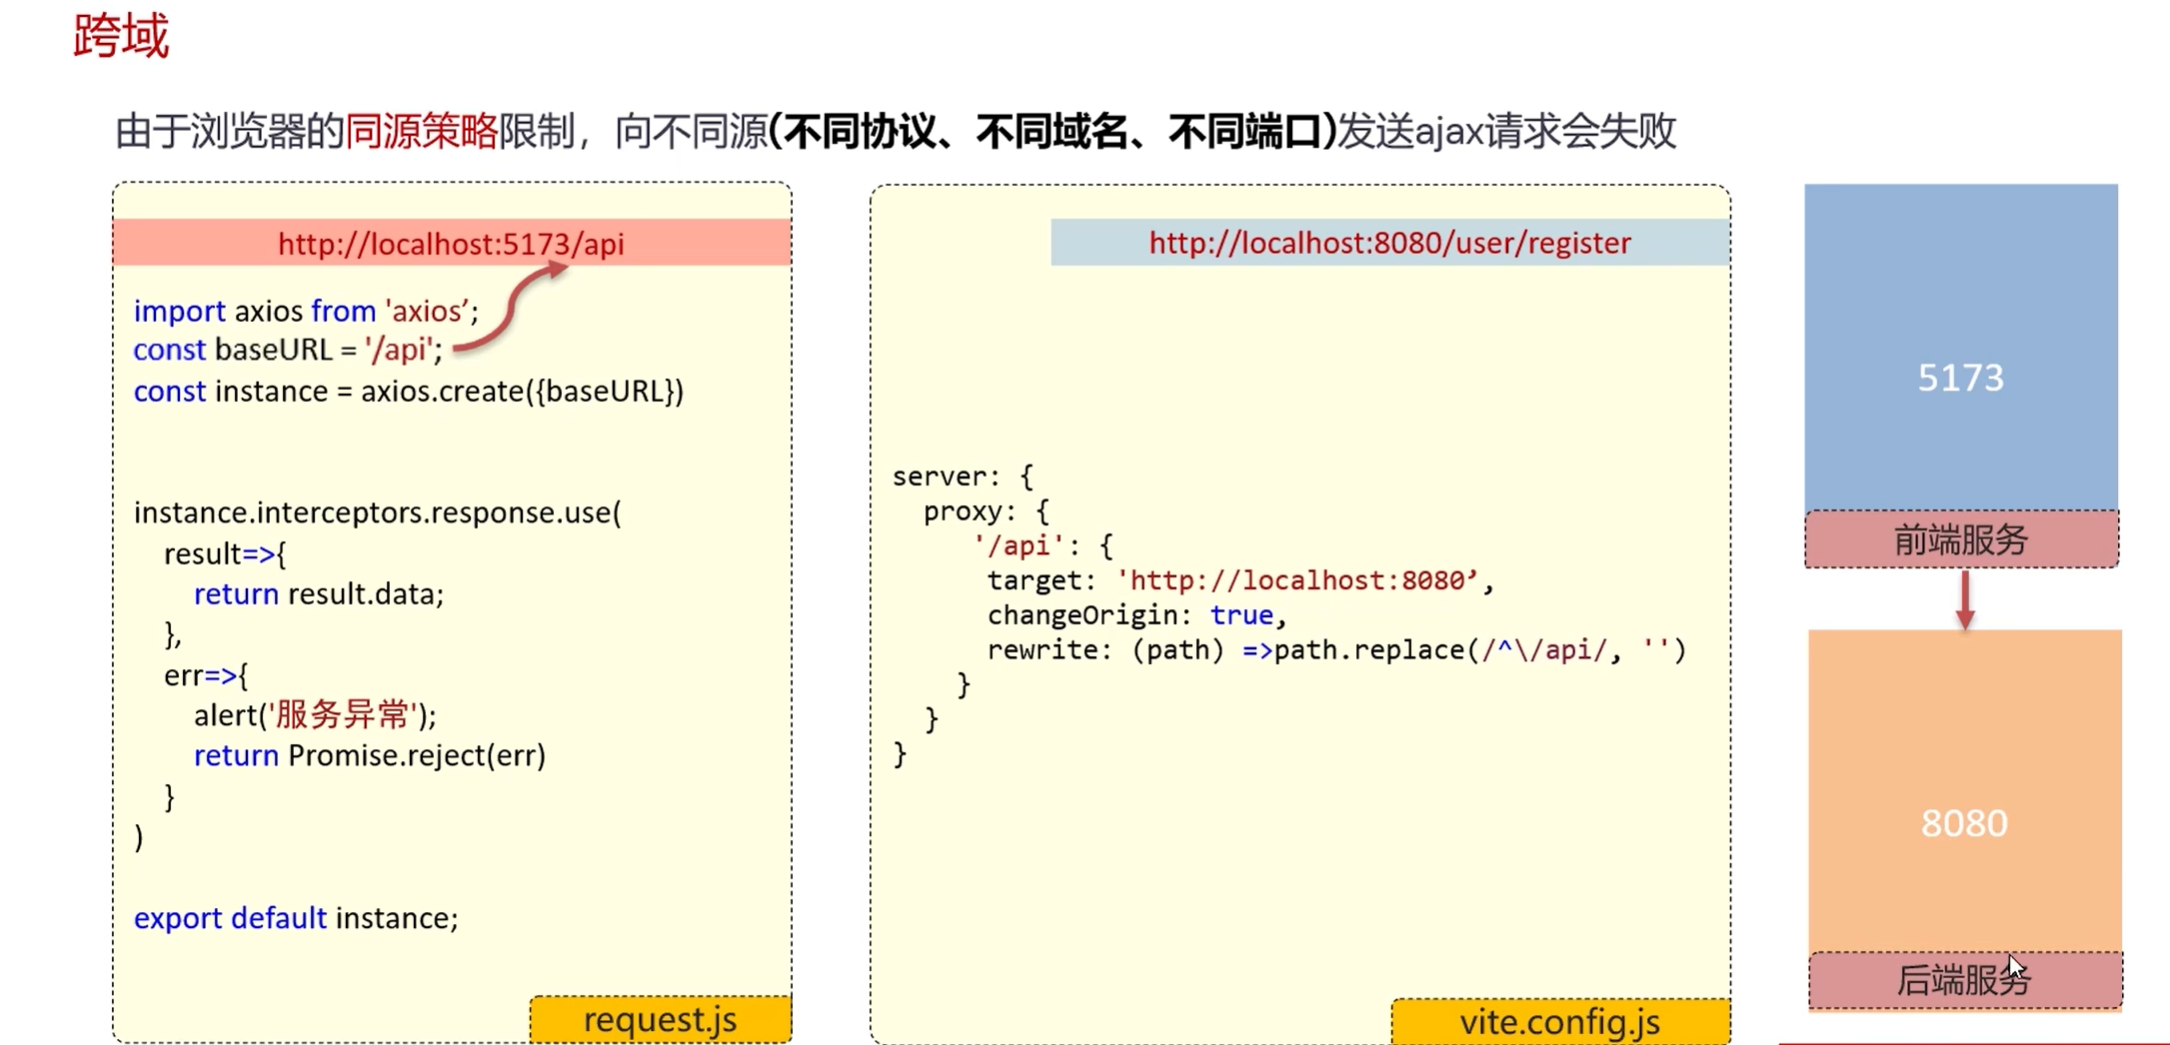 跨域
由于浏览器的同源策略限制，向不同源(不同协议、不同域名、不同端口)发送ajax请求会失败
http://localhost:5173/api
import axios from 'axios’;
const baseURL = '/api';
const instance = axios.create({baseURL})
instance.interceptors.response.use(
result=>{
return result.data;
},
err=>{
alert('服务异常');
return Promise.reject(err)
}
)
export default instance;
request.js
http://localhost:8080/user/register
server: {
proxy: {
'/api': {
target: 'http://localhost:8080’,
changeOrigin: true,
rewrite: (path) =>path.replace(/^\/api/, '')
}
}
}
vite.config.js
5173
前端服务
8080
后端服务